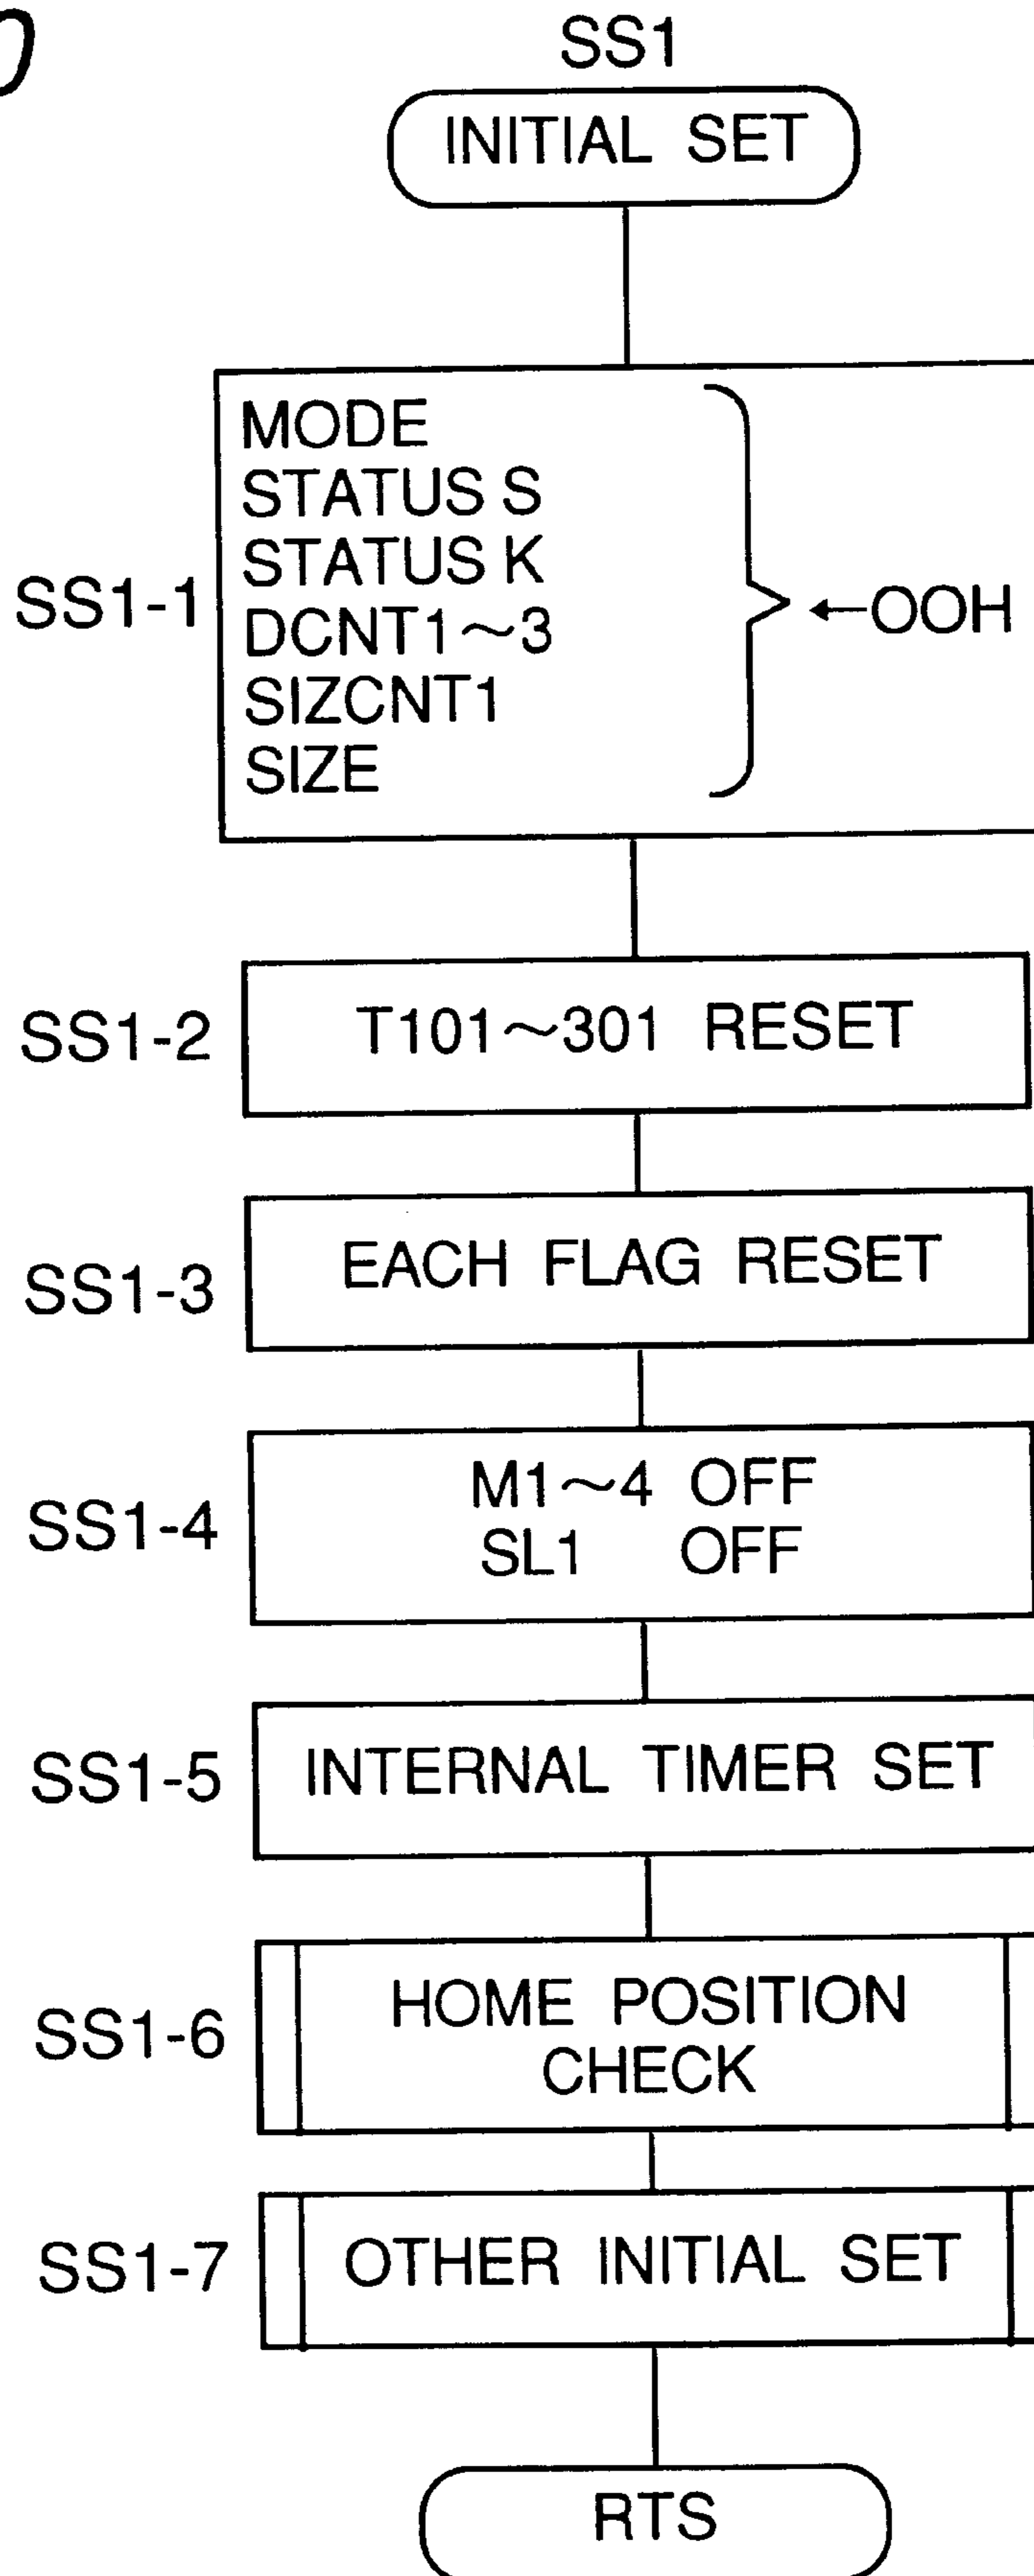 SS1
INITIAL SET
MODE
STATUS S
STATUS K
SS1-1
DCNT1~3
←OOH
SIZCNT1
SIZE
SS1-2
T101~301 RESET
SS1-3
EACH FLAG RESET
M1~4 OFF
SS1-4
SL1 OFF
SS1-5
INTERNAL TIMER SET
SS1-6
HOME POSITION
CHECK
SS1-7
OTHER INITIAL SET
RTS